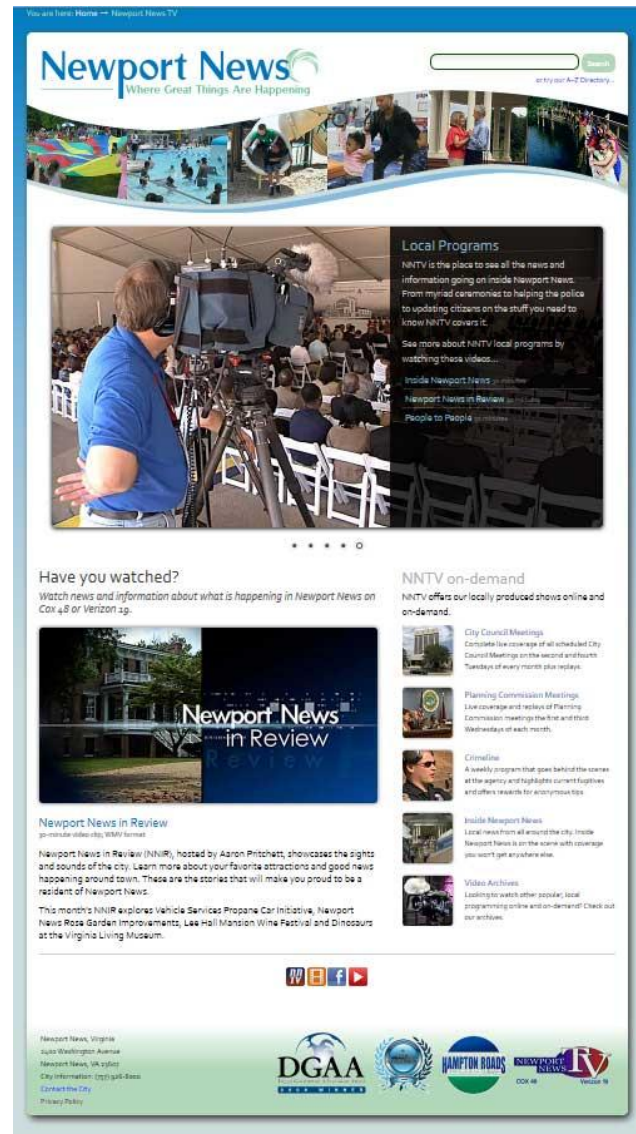 You are here: Home → Newport News TV
Newport News
Where Great Things Are Happening
Search
or try our A-Z Directory...
Local Programs
NNTV is the place to see all the news and
information going on inside Newport News.
From myriad ceremonies to helping the police
to updating citizens on the stuff you need to
know NNTV covers it.
See more about NNTV local programs by
watching these videos...
Inside Newport News 30 minutes
Newport News in Review 30 minutes
People to People 30 minutes
Have you watched?
Watch news and information about what is happening in Newport News on
Cox 48 or Verizon 19.
Newport News
in Review
Review
Newport News in Review
30-minute video clip, WMV format
Newport News in Review (NNIR), hosted by Aaron Pritchett, showcases the sights
and sounds of the city. Learn more about your favorite attractions and good news
happening around town. These are the stories that will make you proud to be a
resident of Newport News.
This month's NNIR explores Vehicle Services Propane Car Initiative, Newport
News Rose Garden Improvements, Lee Hall Mansion Wine Festival and Dinosaurs
at the Virginia Living Museum.
NNTV on-demand
NNTV offers our locally produced shows online and
on-demand.
City Council Meetings
Complete live coverage of all scheduled City
Council Meetings on the second and fourth
Tuesdays of every month plus replays.
Planning Commission Meetings
Live coverage and replays of Planning
Commission meetings the first and third
Wednesdays of each month.
Crimeline
A weekly program that goes behind the scenes
at the agency and highlights current fugitives
and offers rewards for anonymous tips.
Inside Newport News
Local news from all around the city. Inside
Newport News is on the scene with coverage
you won't get anywhere else.
Video Archives
Looking to watch other popular, local
programming online and on-demand? Check out
our archives.
Newport News, Virginia
2400 Washington Avenue
Newport News, VA 23607
City Information:
Contact the City
Privacy Policy
DGAA
HAMPTON ROADS
NEWPORT NEWS TV
COX 48
Verizon 19